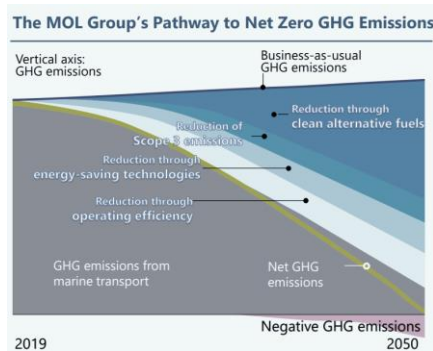 The MOL Group's Pathway to Net Zero GHG Emissions
Vertical axis:
GHG emissions
Business-as-usual
GHG emissions
Reduction through
clean alternative fuels
Reduction of
Scope 3 emissions
Reduction through
energy-saving technologies
Reduction through
operating efficiency
GHG emissions from
marine transport
Net GHG
emissions
Negative GHG emissions
2019
2050